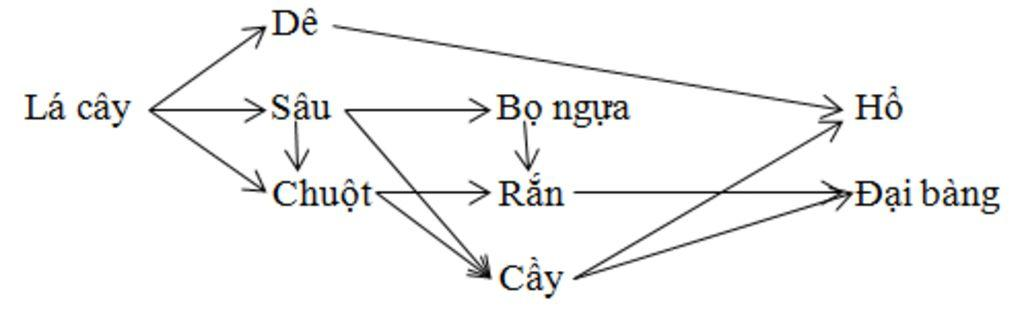 Dê
Lá cây Sâu Bọ ngựa Hổ
Chuột Rắn Đại bàng
Cầy